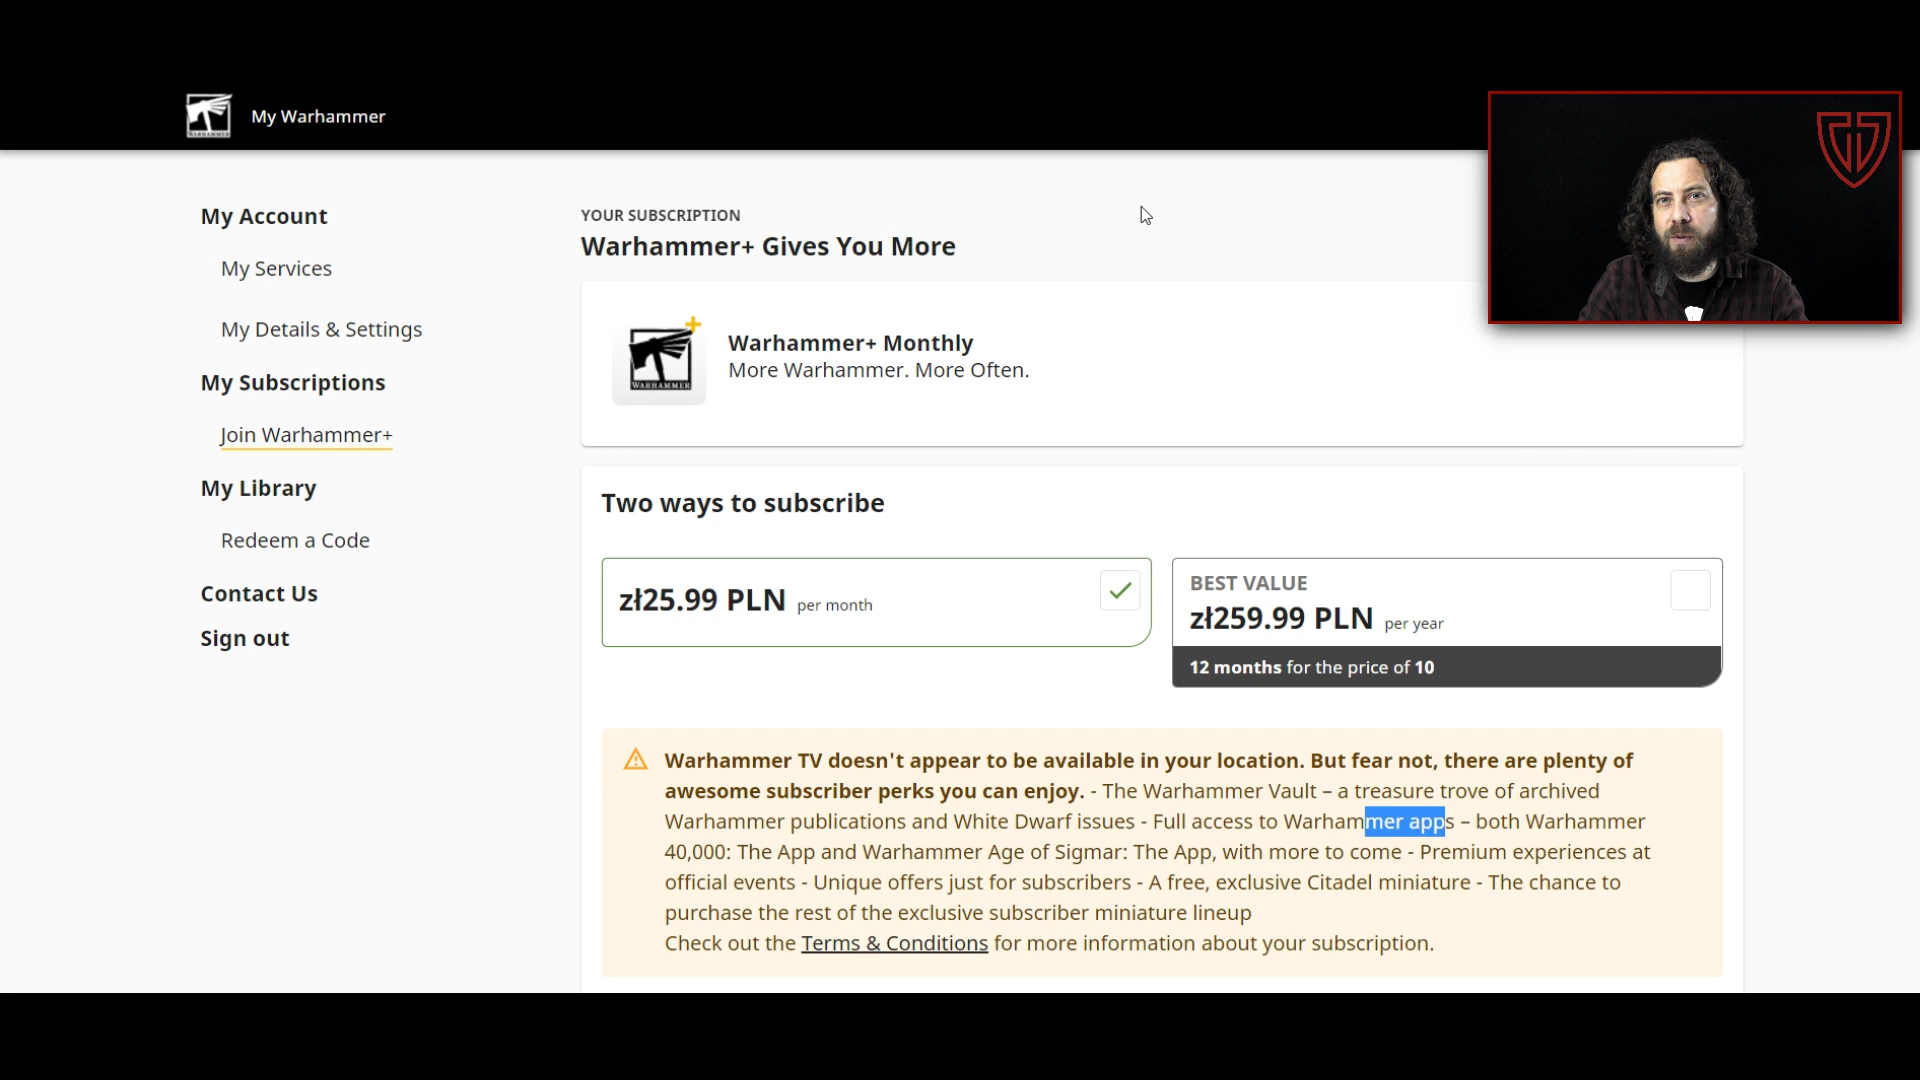 WARHAMMER
My Warhammer
My Account
My Services
My Details & Settings
My Subscriptions
Join Warhammer+
My Library
Redeem a Code
Contact Us
Sign out
YOUR SUBSCRIPTION
Warhammer+ Gives You More
WARHAMMER
Warhammer+ Monthly
More Warhammer. More Often.
Two ways to subscribe
zł25.99 PLN per month
BEST VALUE
zł259.99 PLN per year
12 months for the price of 10
Warhammer TV doesn't appear to be available in your location. But fear not, there are plenty of
awesome subscriber perks you can enjoy. - The Warhammer Vault – a treasure trove of archived
Warhammer publications and White Dwarf issues - Full access to Warhammer apps – both Warhammer
40,000: The App and Warhammer Age of Sigmar: The App, with more to come - Premium experiences at
official events - Unique offers just for subscribers - A free, exclusive Citadel miniature - The chance to
purchase the rest of the exclusive subscriber miniature lineup
Check out the Terms & Conditions for more information about your subscription.